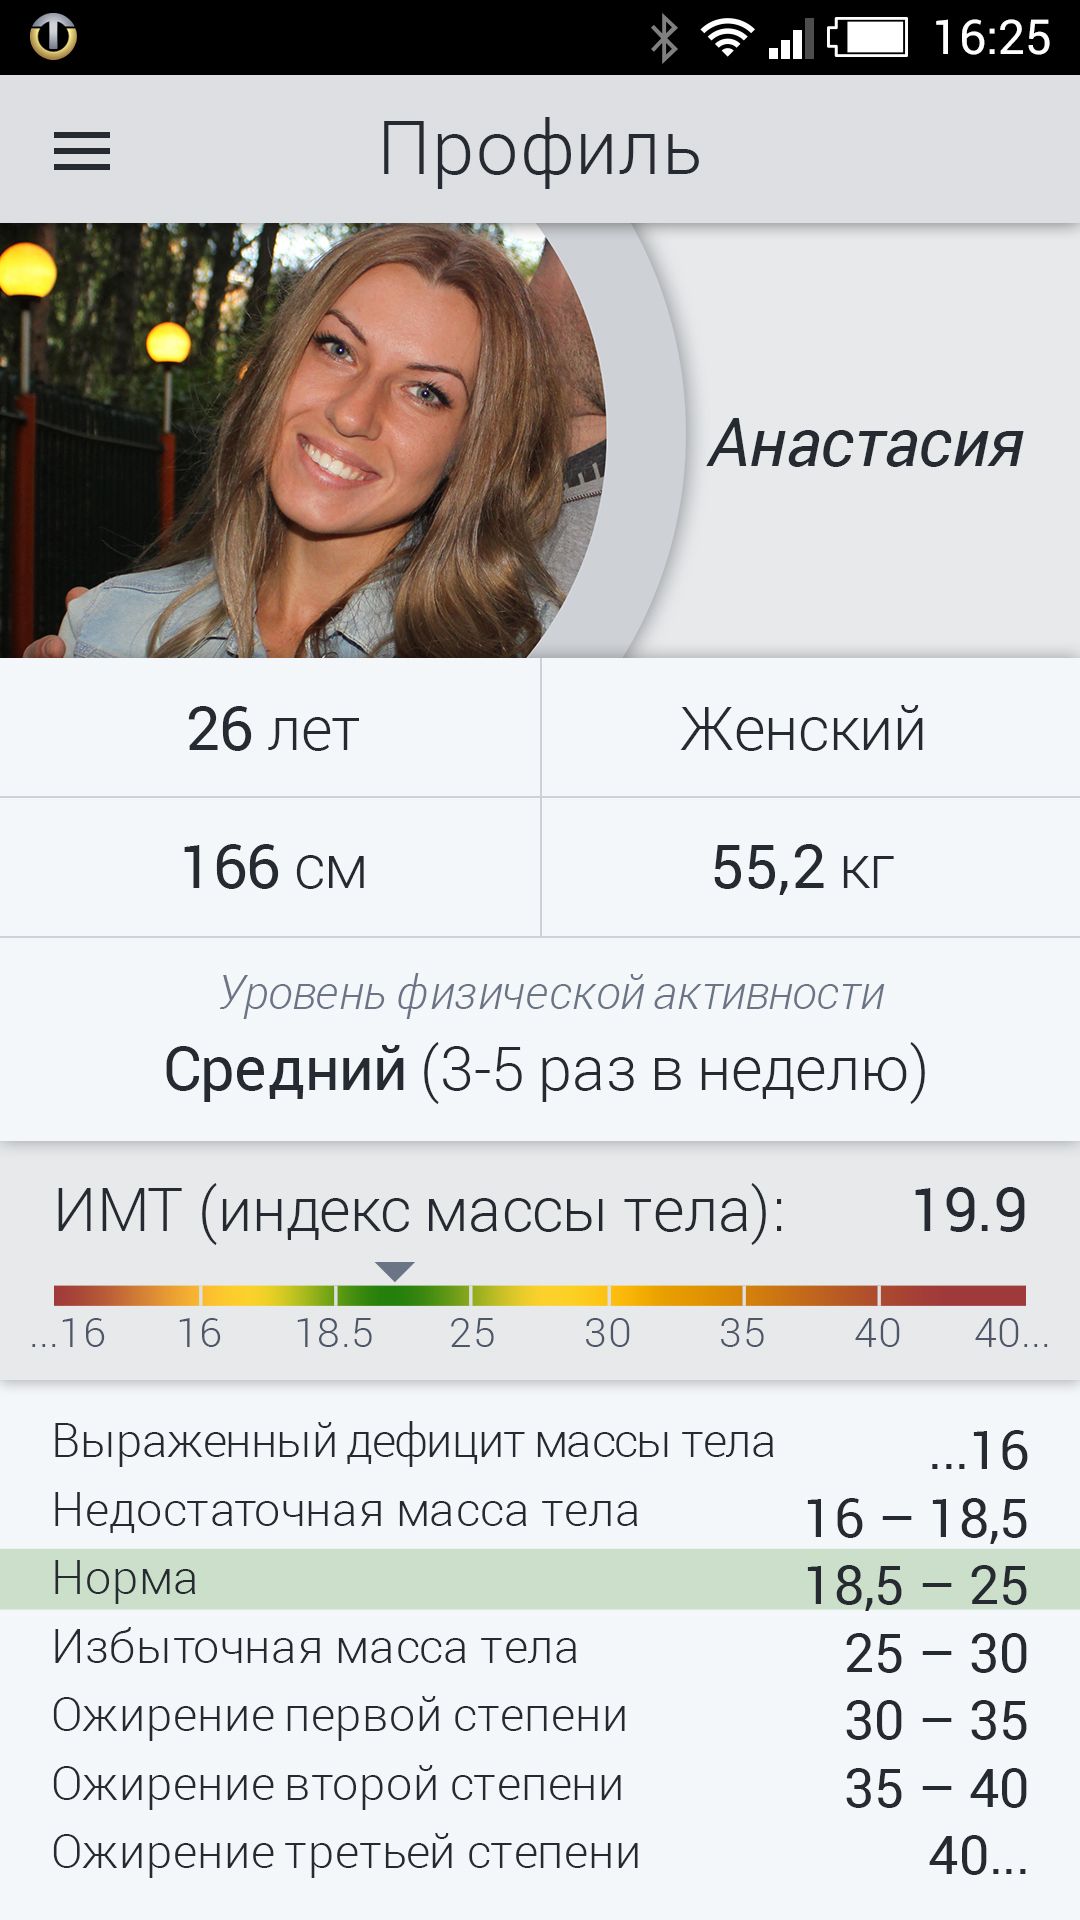 16:25
Профиль
Анастасия
26 лет
Женский
166 см
55,2 кг
Уровень физической активности
Средний (3-5 раз в неделю)
ИМТ (индекс массы тела): 19.9
...16 16 18.5 25 30 35 40 40...
Выраженный дефицит массы тела ...16
Недостаточная масса тела 16 – 18,5
Норма 18,5 – 25
Избыточная масса тела 25 – 30
Ожирение первой степени 30 – 35
Ожирение второй степени 35 – 40
Ожирение третьей степени 40...